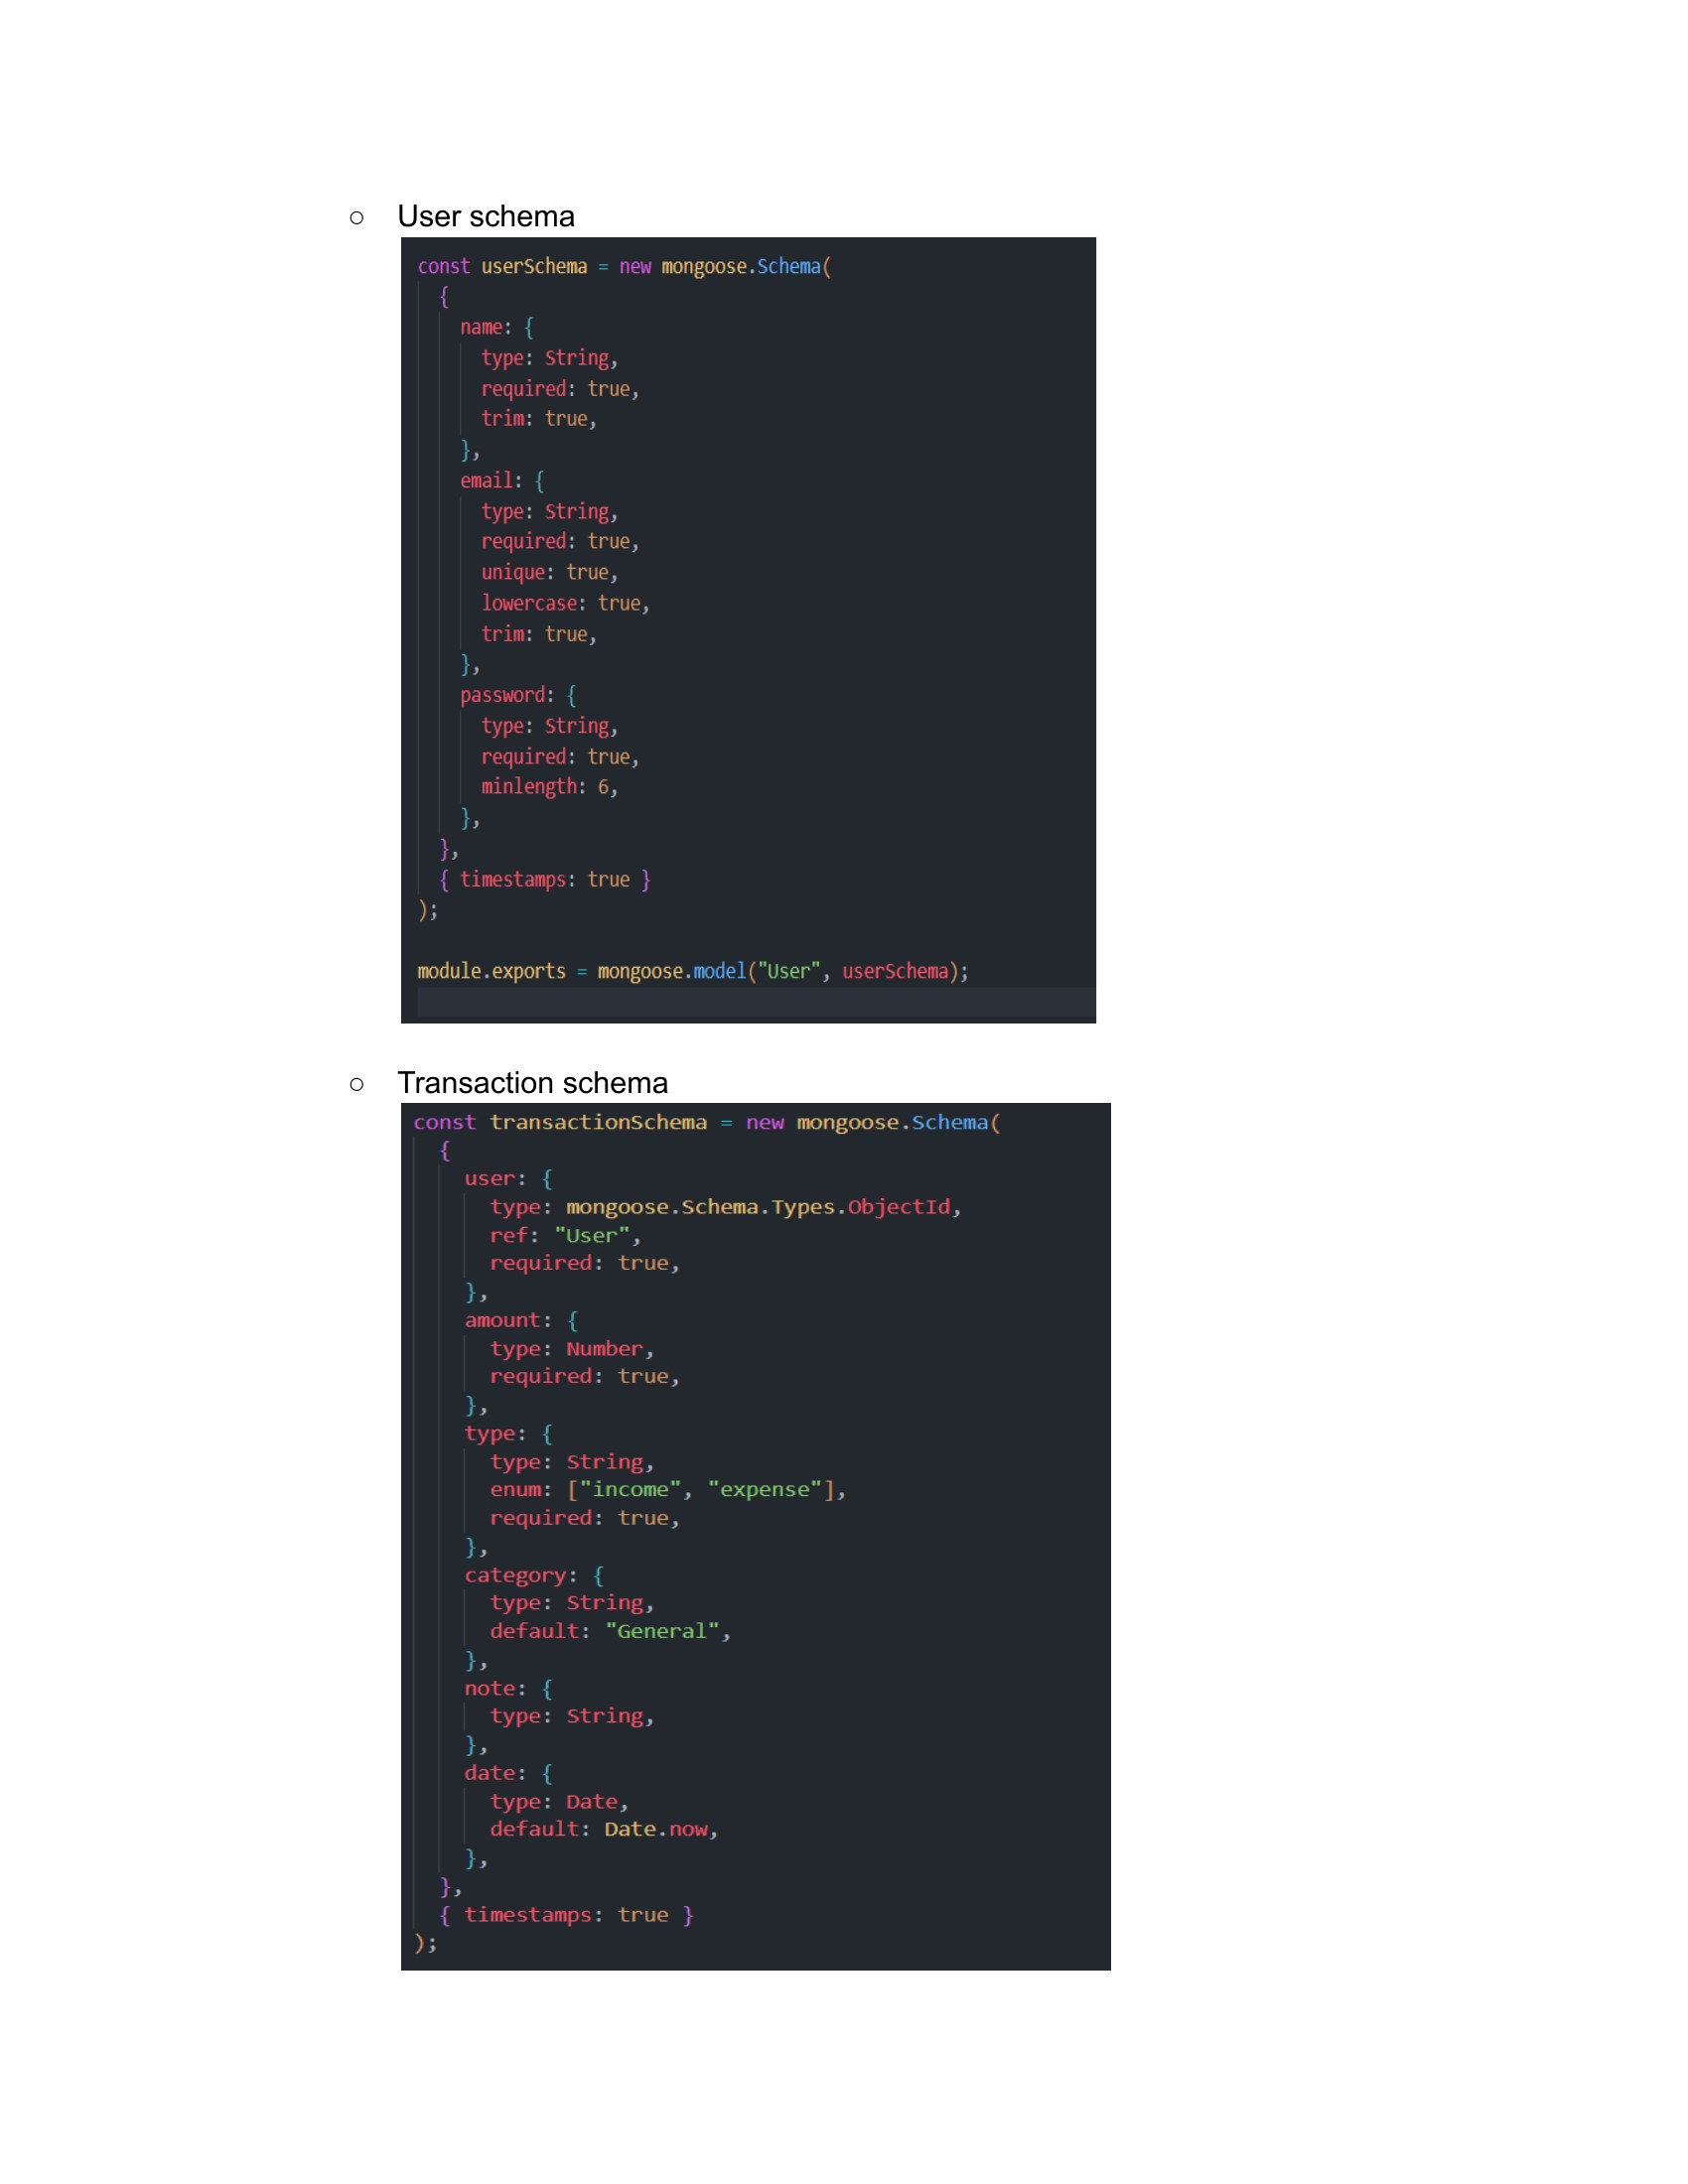 ○ User schema
const userSchema = new mongoose.Schema(
  {
    name: {
      type: String,
      required: true,
      trim: true,
    },
    email: {
      type: String,
      required: true,
      unique: true,
      lowercase: true,
      trim: true,
    },
    password: {
      type: String,
      required: true,
      minlength: 6,
    },
  },
  { timestamps: true }
);

module.exports = mongoose.model("User", userSchema);
○ Transaction schema
const transactionSchema = new mongoose.Schema(
  {
    user: {
      type: mongoose.Schema.Types.ObjectId,
      ref: "User",
      required: true,
    },
    amount: {
      type: Number,
      required: true,
    },
    type: {
      type: String,
      enum: ["income", "expense"],
      required: true,
    },
    category: {
      type: String,
      default: "General",
    },
    note: {
      type: String,
    },
    date: {
      type: Date,
      default: Date.now,
    },
  },
  { timestamps: true }
);